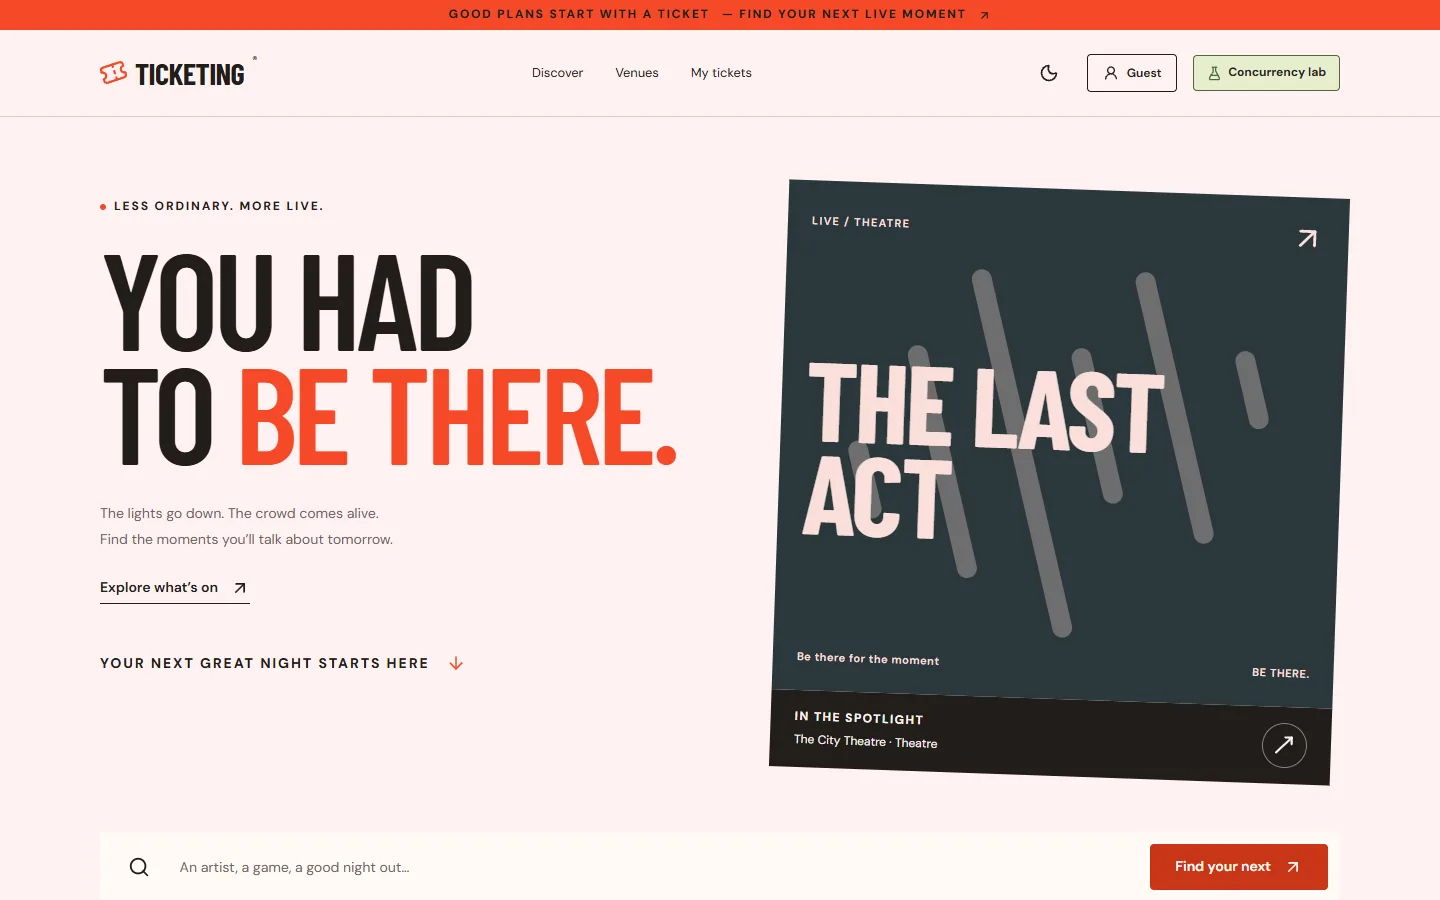 GOOD PLANS START WITH A TICKET — FIND YOUR NEXT LIVE MOMENT
TICKETING
Discover
Venues
My tickets
Guest
Concurrency lab
LESS ORDINARY. MORE LIVE.
YOU HAD
TO BE THERE.
The lights go down. The crowd comes alive.
Find the moments you’ll talk about tomorrow.
Explore what’s on
YOUR NEXT GREAT NIGHT STARTS HERE
LIVE / THEATRE
THE LAST
ACT
Be there for the moment
BE THERE.
IN THE SPOTLIGHT
The City Theatre · Theatre
An artist, a game, a good night out…
Find your next